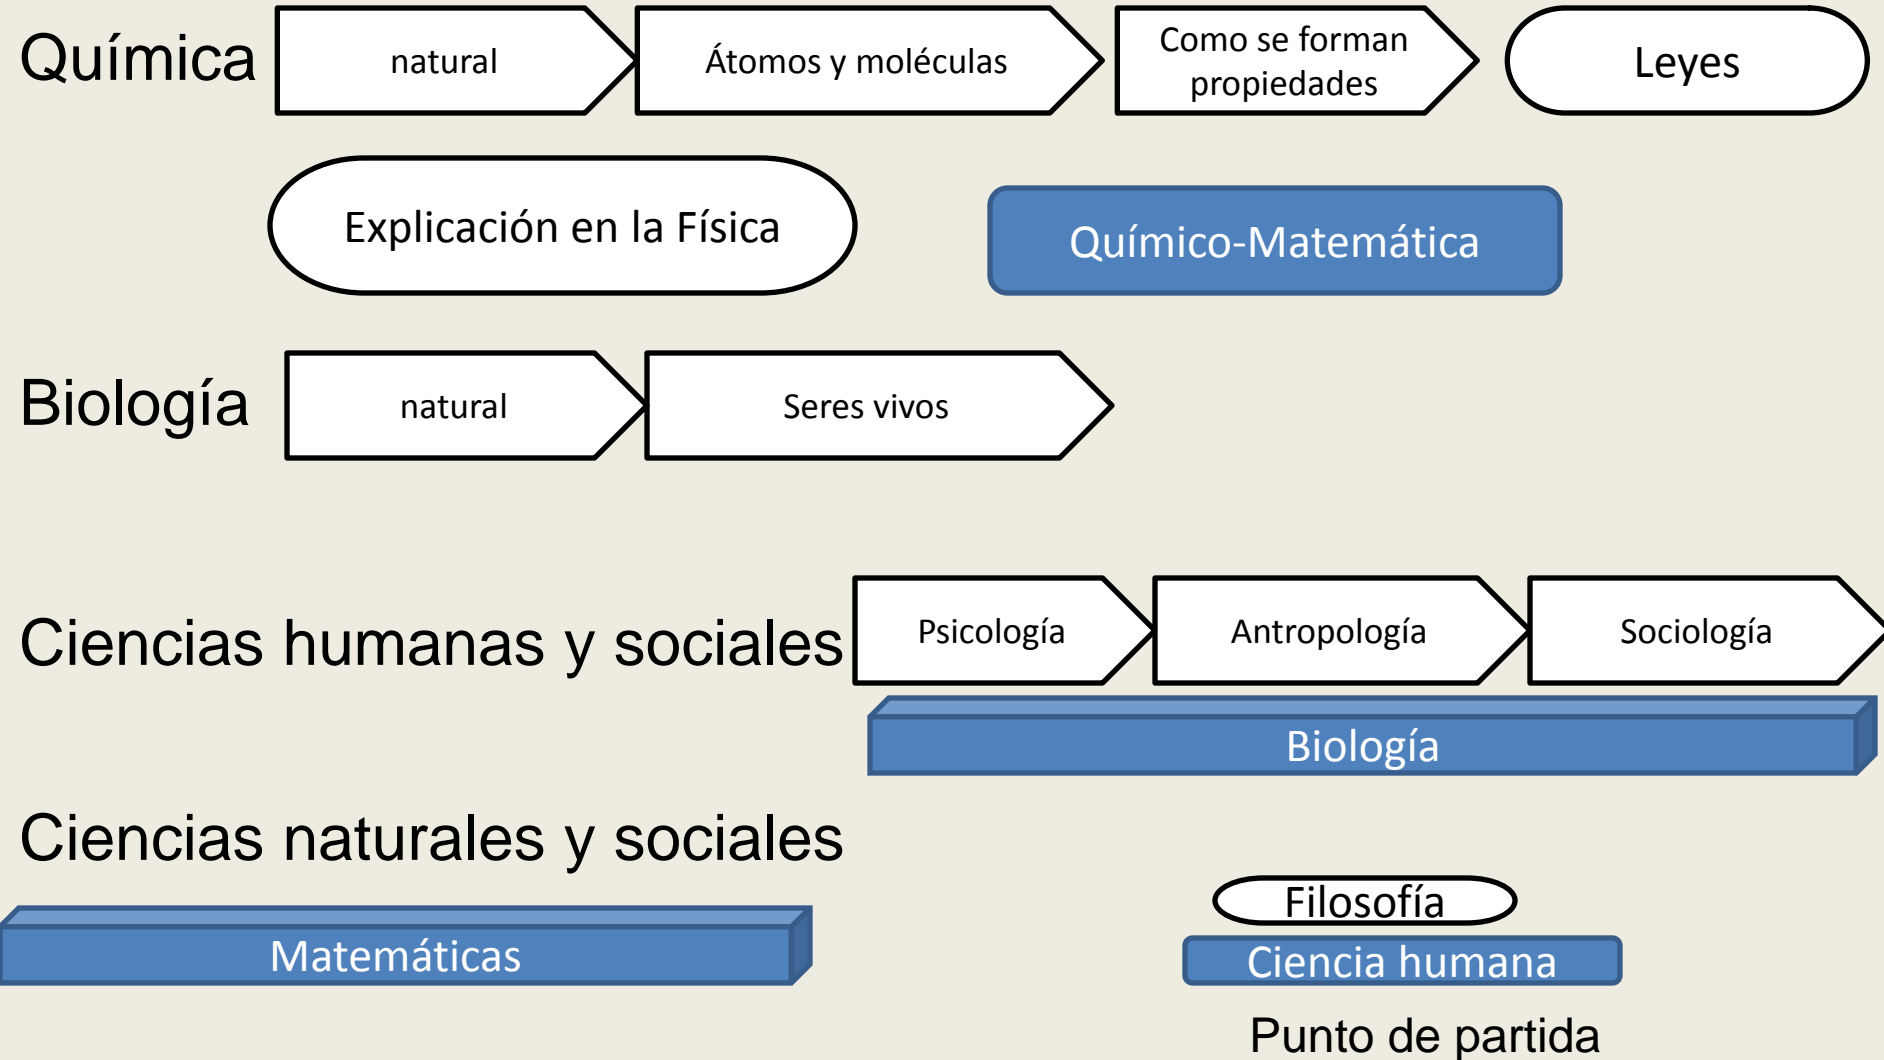 Química
natural
Átomos y moléculas
Como se forman
propiedades
Leyes
Explicación en la Física
Químico-Matemática
Biología
natural
Seres vivos
Ciencias humanas y sociales
Psicología
Antropología
Sociología
Biología
Ciencias naturales y sociales
Matemáticas
Filosofía
Ciencia humana
Punto de partida